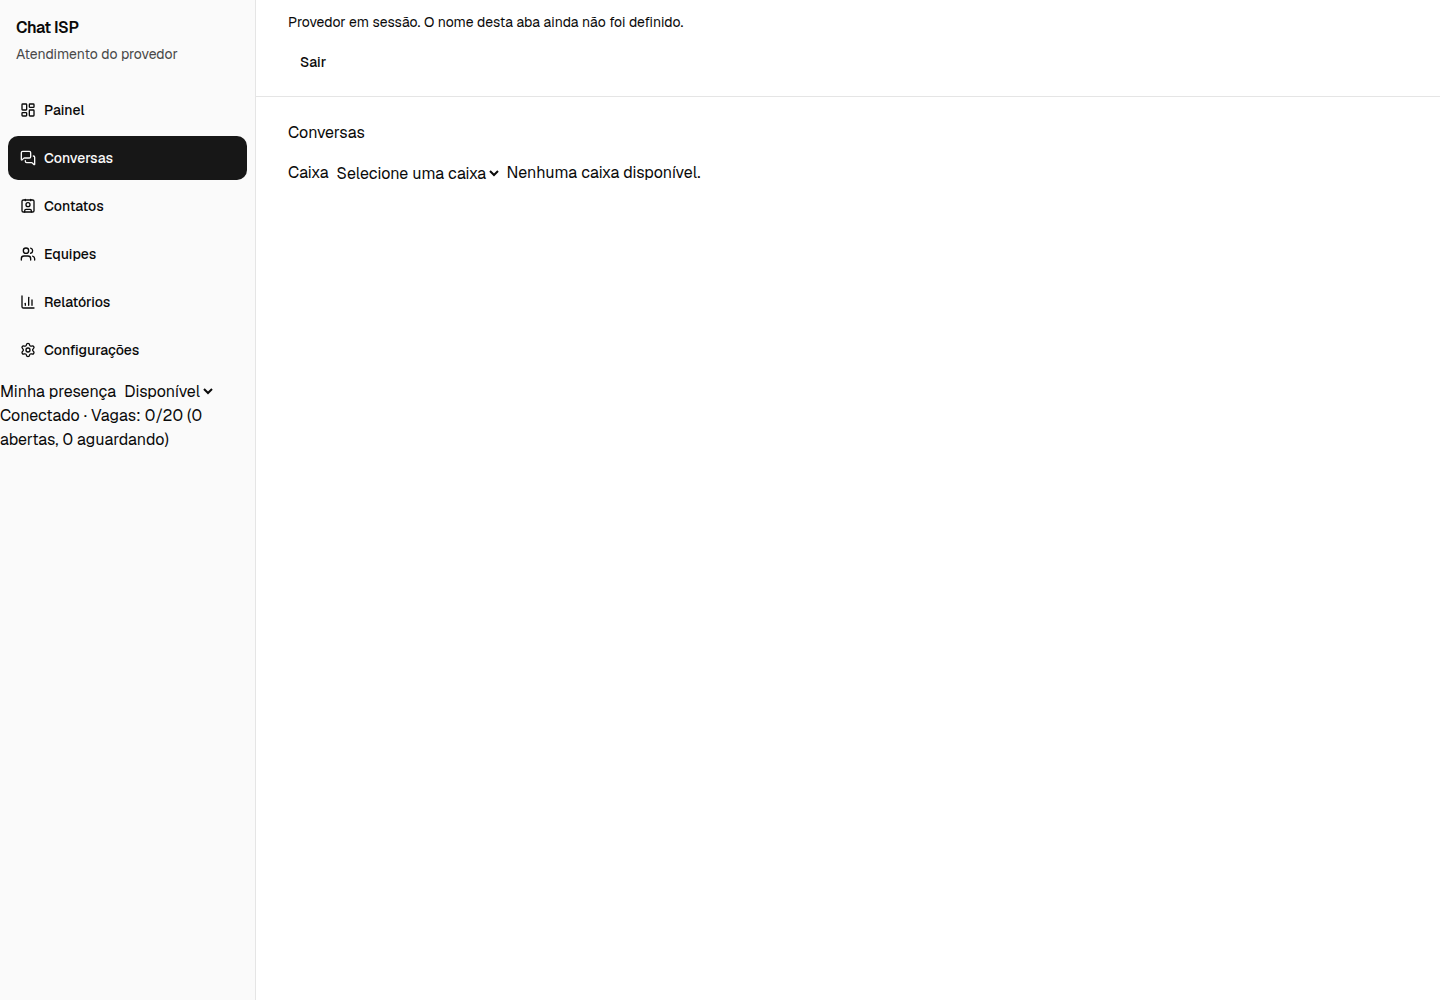 Chat ISP
Atendimento do provedor
Painel
Conversas
Contatos
Equipes
Relatórios
Configurações
Minha presença Disponível
Conectado · Vagas: 0/20 (0
abertas, 0 aguardando)
Provedor em sessão. O nome desta aba ainda não foi definido.
Sair
Conversas
Caixa Selecione uma caixa Nenhuma caixa disponível.